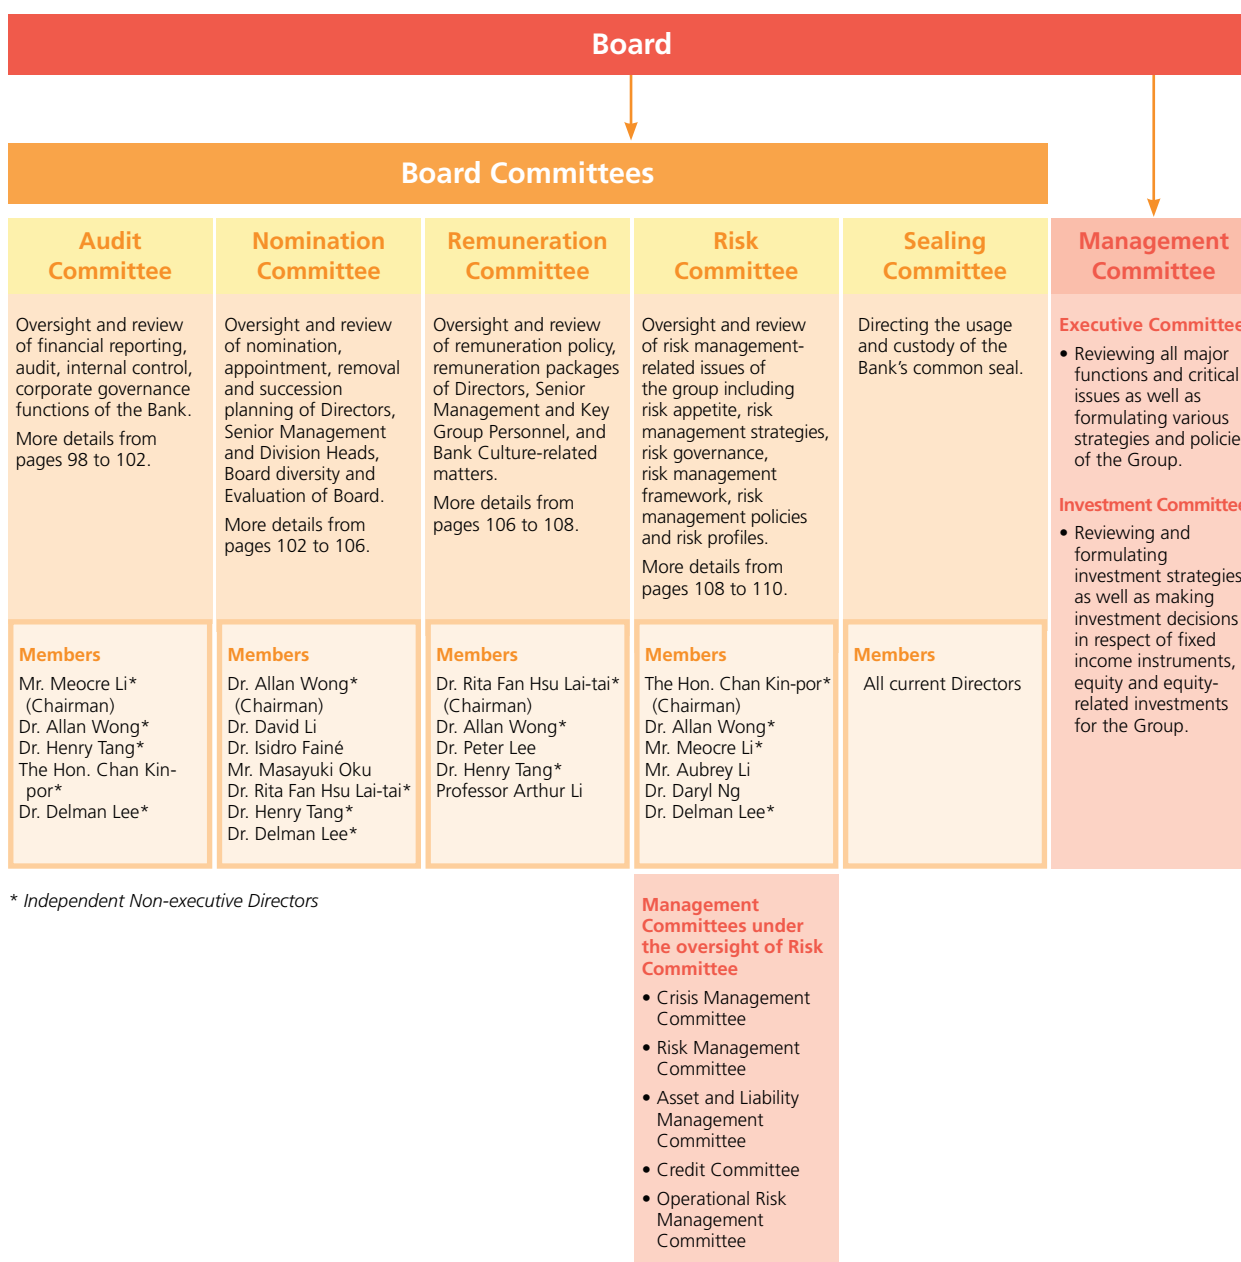 Board
Board Committees
Audit
Committee
Oversight and review
of financial reporting,
audit, internal control,
corporate governance
functions of the Bank.
More details from
pages 98 to 102.
Members
Mr. Meocre Li*
(Chairman)
Dr. Allan Wong*
Dr. Henry Tang*
The Hon. Chan Kin-
por*
Dr. Delman Lee*
Nomination
Committee
Oversight and review
of nomination,
appointment, removal
and succession
planning of Directors,
Senior Management
and Division Heads,
Board diversity and
Evaluation of Board.
More details from
pages 102 to 106.
Members
Dr. Allan Wong*
(Chairman)
Dr. David Li
Dr. Isidro Fainé
Mr. Masayuki Oku
Dr. Rita Fan Hsu Lai-tai*
Dr. Henry Tang*
Dr. Delman Lee*
Remuneration
Committee
Oversight and review
of remuneration policy,
remuneration packages
of Directors, Senior
Management and Key
Group Personnel, and
Bank Culture-related
matters.
More details from
pages 106 to 108.
Members
Dr. Rita Fan Hsu Lai-tai*
(Chairman)
Dr. Allan Wong*
Dr. Peter Lee
Dr. Henry Tang*
Professor Arthur Li
Risk
Committee
Oversight and review
of risk management-
related issues of
the group including
risk appetite, risk
management strategies,
risk governance,
risk management
framework, risk
management policies
and risk profiles.
More details from
pages 108 to 110.
Members
The Hon. Chan Kin-por*
(Chairman)
Dr. Allan Wong*
Mr. Meocre Li*
Mr. Aubrey Li
Dr. Daryl Ng
Dr. Delman Lee*
Management
Committees under
the oversight of Risk
Committee
• Crisis Management
Committee
• Risk Management
Committee
• Asset and Liability
Management
Committee
• Credit Committee
• Operational Risk
Management
Committee
Sealing
Committee
Directing the usage
and custody of the
Bank's common seal.
Members
All current Directors
Management
Committee
Executive Committee
• Reviewing all major
functions and critical
issues as well as
formulating various
strategies and policie
of the Group.
Investment Committee
• Reviewing and
formulating
investment strategies
as well as making
investment decisions
in respect of fixed
income instruments,
equity and equity-
related investments
for the Group.
* Independent Non-executive Directors